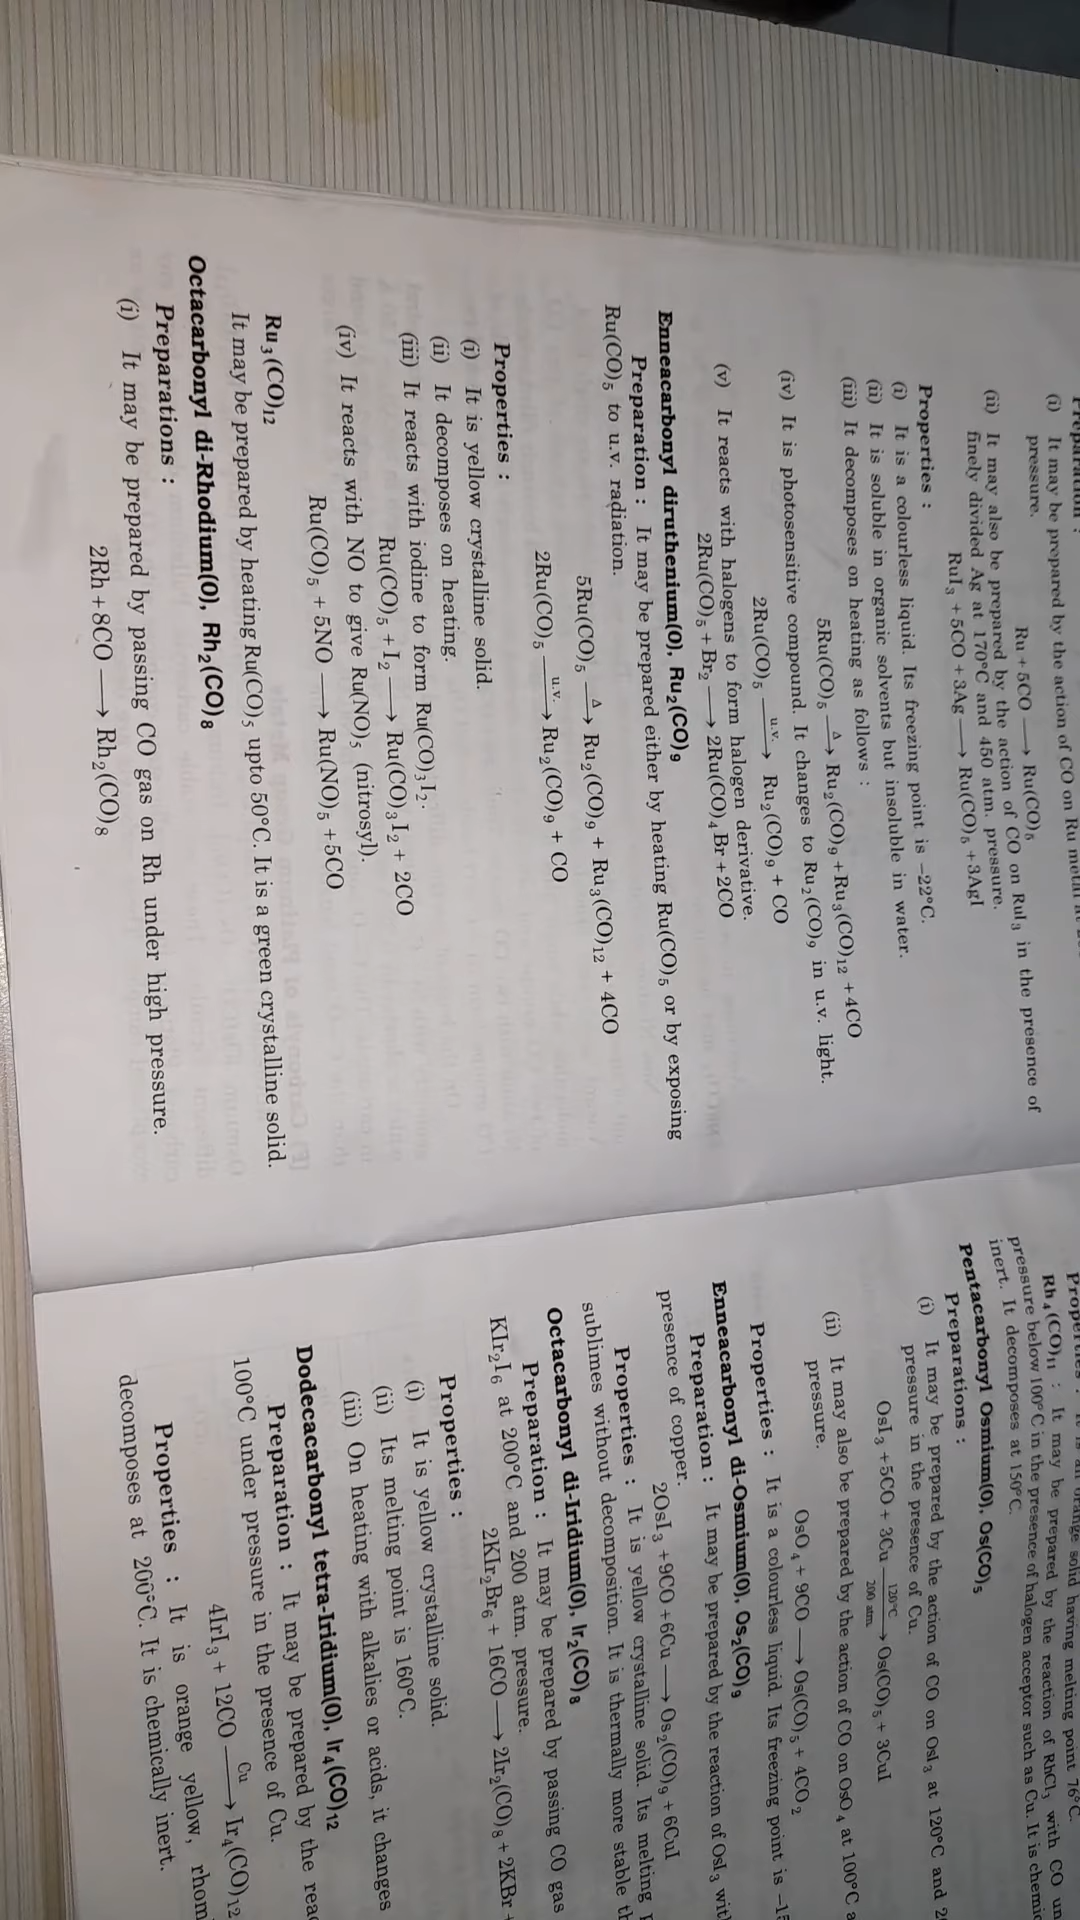 Preparation :
(i) It may be prepared by the action of CO on Ru metal at
pressure.
Ru + 5CO ⟶ Ru(CO)₅
(ii) It may also be prepared by the action of CO on RuI₃ in the presence of
finely divided Ag at 170°C and 450 atm. pressure.
RuI₃ + 5CO + 3Ag ⟶ Ru(CO)₅ + 3AgI
Properties :
(i) It is a colourless liquid. Its freezing point is –22°C.
(ii) It is soluble in organic solvents but insoluble in water.
(iii) It decomposes on heating as follows :
5Ru(CO)₅ —Δ→ Ru₂(CO)₉ + Ru₃(CO)₁₂ + 4CO
(iv) It is photosensitive compound. It changes to Ru₂(CO)₉ in u.v. light.
2Ru(CO)₅ —u.v.→ Ru₂(CO)₉ + CO
(v) It reacts with halogens to form halogen derivative.
2Ru(CO)₅ + Br₂ ⟶ 2Ru(CO)₄Br + 2CO
Enneacarbonyl diruthenium(0), Ru₂(CO)₉
Preparation : It may be prepared either by heating Ru(CO)₅ or by exposing
Ru(CO)₅ to u.v. radiation.
5Ru(CO)₅ —Δ→ Ru₂(CO)₉ + Ru₃(CO)₁₂ + 4CO
2Ru(CO)₅ —u.v.→ Ru₂(CO)₉ + CO
Properties :
(i) It is yellow crystalline solid.
(ii) It decomposes on heating.
(iii) It reacts with iodine to form Ru(CO)₃I₂.
Ru(CO)₅ + I₂ ⟶ Ru(CO)₃I₂ + 2CO
(iv) It reacts with NO to give Ru(NO)₅ (nitrosyl).
Ru(CO)₅ + 5NO ⟶ Ru(NO)₅ + 5CO
Ru₃(CO)₁₂
It may be prepared by heating Ru(CO)₅ upto 50°C. It is a green crystalline solid.
Octacarbonyl di-Rhodium(0), Rh₂(CO)₈
Preparations :
(i) It may be prepared by passing CO gas on Rh under high pressure.
2Rh + 8CO ⟶ Rh₂(CO)₈
Properties : It is an orange solid having melting point 76°C.
Rh₄(CO)₁₁ : It may be prepared by the reaction of RhCl₃ with CO un
pressure below 100°C in the presence of halogen acceptor such as Cu. It is chemic
inert. It decomposes at 150°C.
Pentacarbonyl Osmium(0), Os(CO)₅
Preparations :
(i) It may be prepared by the action of CO on OsI₃ at 120°C and 2
pressure in the presence of Cu.
OsI₃ + 5CO + 3Cu —120°C 200 atm→ Os(CO)₅ + 3CuI
(ii) It may also be prepared by the action of CO on OsO₄ at 100°C a
pressure.
OsO₄ + 9CO ⟶ Os(CO)₅ + 4CO₂
Properties : It is a colourless liquid. Its freezing point is –15
Enneacarbonyl di-Osmium(0), Os₂(CO)₉
Preparation : It may be prepared by the reaction of OsI₃ wit
presence of copper.
2OsI₃ + 9CO + 6Cu ⟶ Os₂(CO)₉ + 6CuI
Properties : It is yellow crystalline solid. Its melting p
sublimes without decomposition. It is thermally more stable th
Octacarbonyl di-Iridium(0), Ir₂(CO)₈
Preparation : It may be prepared by passing CO gas
KIr₂I₆ at 200°C and 200 atm. pressure.
2KIr₂Br₆ + 16CO ⟶ 2Ir₂(CO)₈ + 2KBr +
Properties :
(i) It is yellow crystalline solid.
(ii) Its melting point is 160°C.
(iii) On heating with alkalies or acids, it changes
Dodecacarbonyl tetra-Iridium(0), Ir₄(CO)₁₂
Preparation : It may be prepared by the reac
100°C under pressure in the presence of Cu.
4IrI₃ + 12CO —Cu→ Ir₄(CO)₁₂
Properties : It is orange yellow, rhom
decomposes at 200°C. It is chemically inert.